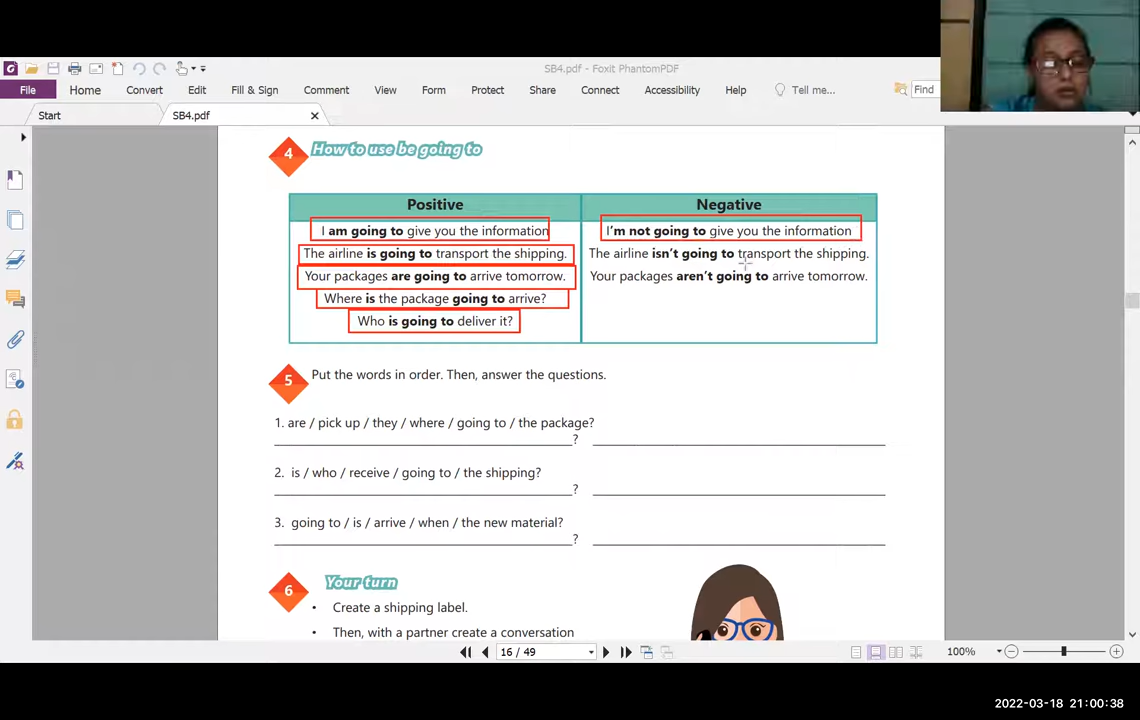 SB4.pdf - Foxit PhantomPDF
File Home Convert Edit Fill & Sign Comment View Form Protect Share Connect Accessibility Help Tell me... Find
Start SB4.pdf
4 How to use be going to
Positive Negative
I am going to give you the information I'm not going to give you the information
The airline is going to transport the shipping. The airline isn't going to transport the shipping.
Your packages are going to arrive tomorrow. Your packages aren't going to arrive tomorrow.
Where is the package going to arrive?
Who is going to deliver it?
5 Put the words in order. Then, answer the questions.
1. are / pick up / they / where / going to / the package?
?
2. is / who / receive / going to / the shipping?
?
3. going to / is / arrive / when / the new material?
?
6 Your turn
• Create a shipping label.
• Then, with a partner create a conversation
16 / 49 100%
2022-03-18 21:00:38